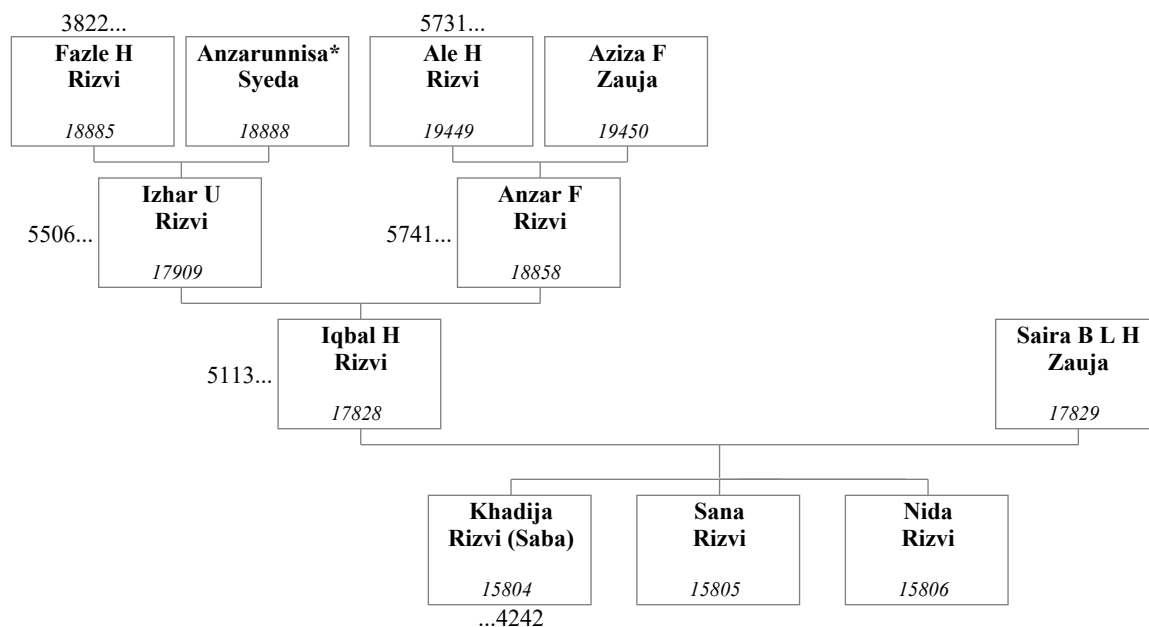 3822...
5731...
Fazle H
Rizvi
18885
Anzarunnisa*
Syeda
18888
Ale H
Rizvi
19449
Aziza F
Zauja
19450
5506...
Izhar U
Rizvi
17909
5741...
Anzar F
Rizvi
18858
5113...
Iqbal H
Rizvi
17828
Saira B L H
Zauja
17829
Khadija
Rizvi (Saba)
15804
...4242
Sana
Rizvi
15805
Nida
Rizvi
15806